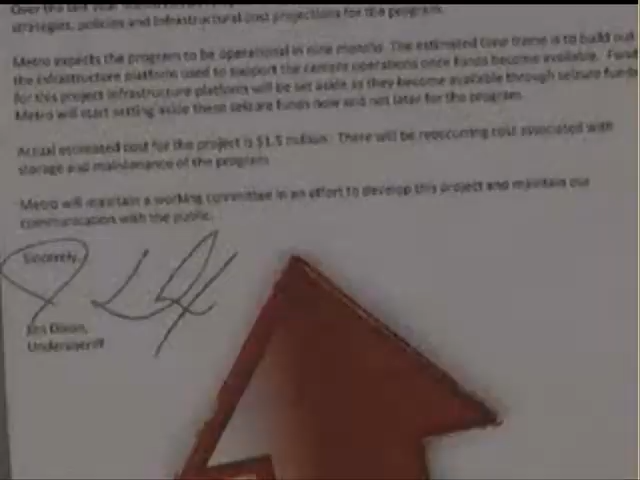 Over the last year
strategies, policies and infrastructural cost projections for the program.
Metro expects the program to be operational in nine months. The estimated time frame is to build out
the infrastructure platform used to support the camera operations once funds become available. Funds
for this project infrastructure platform will be set aside as they become available through seizure funds
Metro will start setting aside these seizure funds now and not later for the program.
Actual estimated cost for the project is $1.5 million. There will be reoccurring cost associated with
storage and maintenance of the program
Metro will maintain a working committee in an effort to develop this project and maintain our
communication with the public.
Sincerely,
Jim Dixon,
Undersheriff